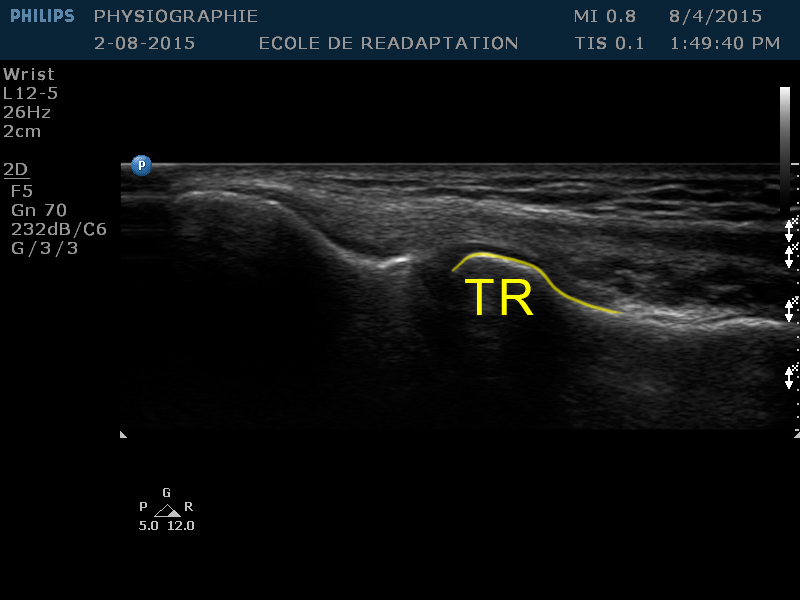 PHILIPS PHYSIOGRAPHIE MI 0.8 8/4/2015
2-08-2015 ECOLE DE READAPTATION TIS 0.1 1:49:40 PM
Wrist
L12-5
26Hz
2cm
2D
F5
Gn 70
232dB/C6
G/3/3
P
TR
G
P R
5.0 12.0